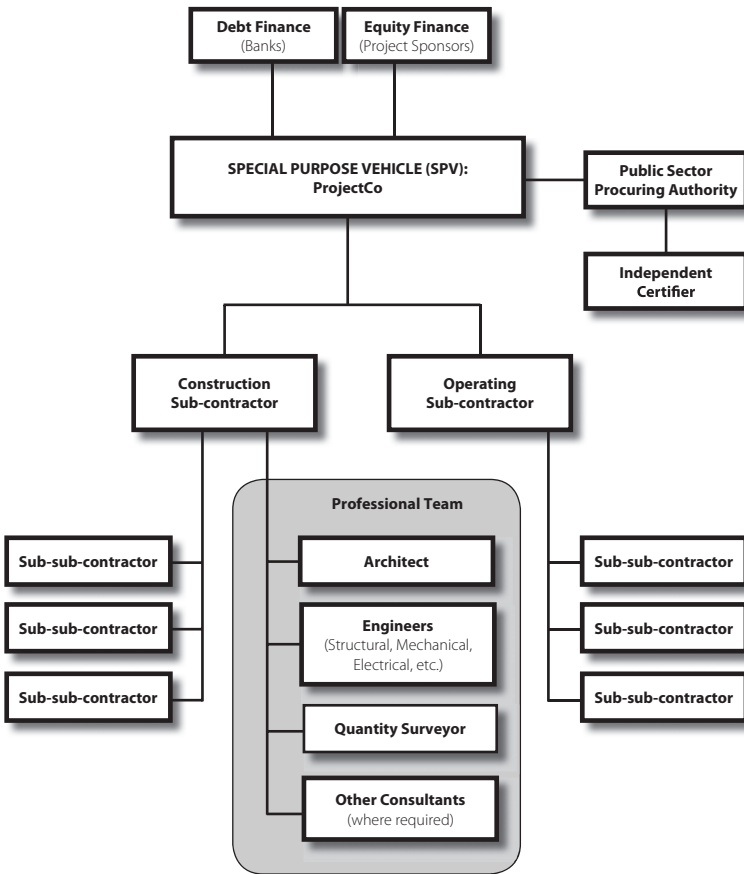 Debt Finance
(Banks)
Equity Finance
(Project Sponsors)
SPECIAL PURPOSE VEHICLE (SPV):
ProjectCo
Public Sector
Procuring Authority
Independent
Certifier
Construction
Sub-contractor
Operating
Sub-contractor
Professional Team
Sub-sub-contractor
Sub-sub-contractor
Sub-sub-contractor
Architect
Engineers
(Structural, Mechanical,
Electrical, etc.)
Quantity Surveyor
Other Consultants
(where required)
Sub-sub-contractor
Sub-sub-contractor
Sub-sub-contractor